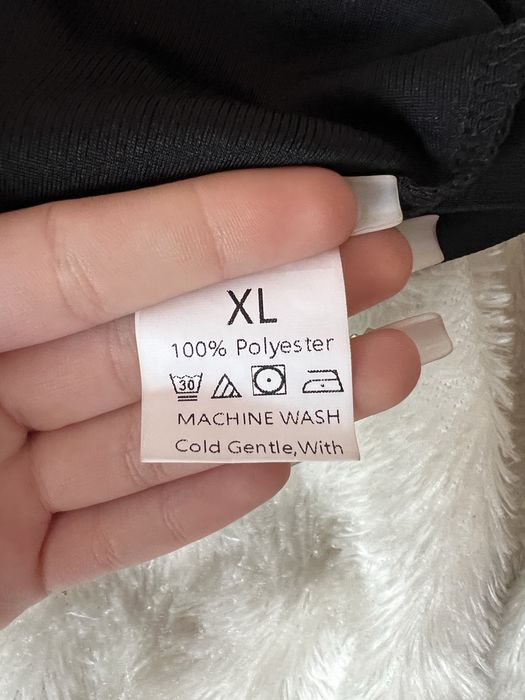 XL
100% Polyester
30
MACHINE WASH
Cold Gentle,With